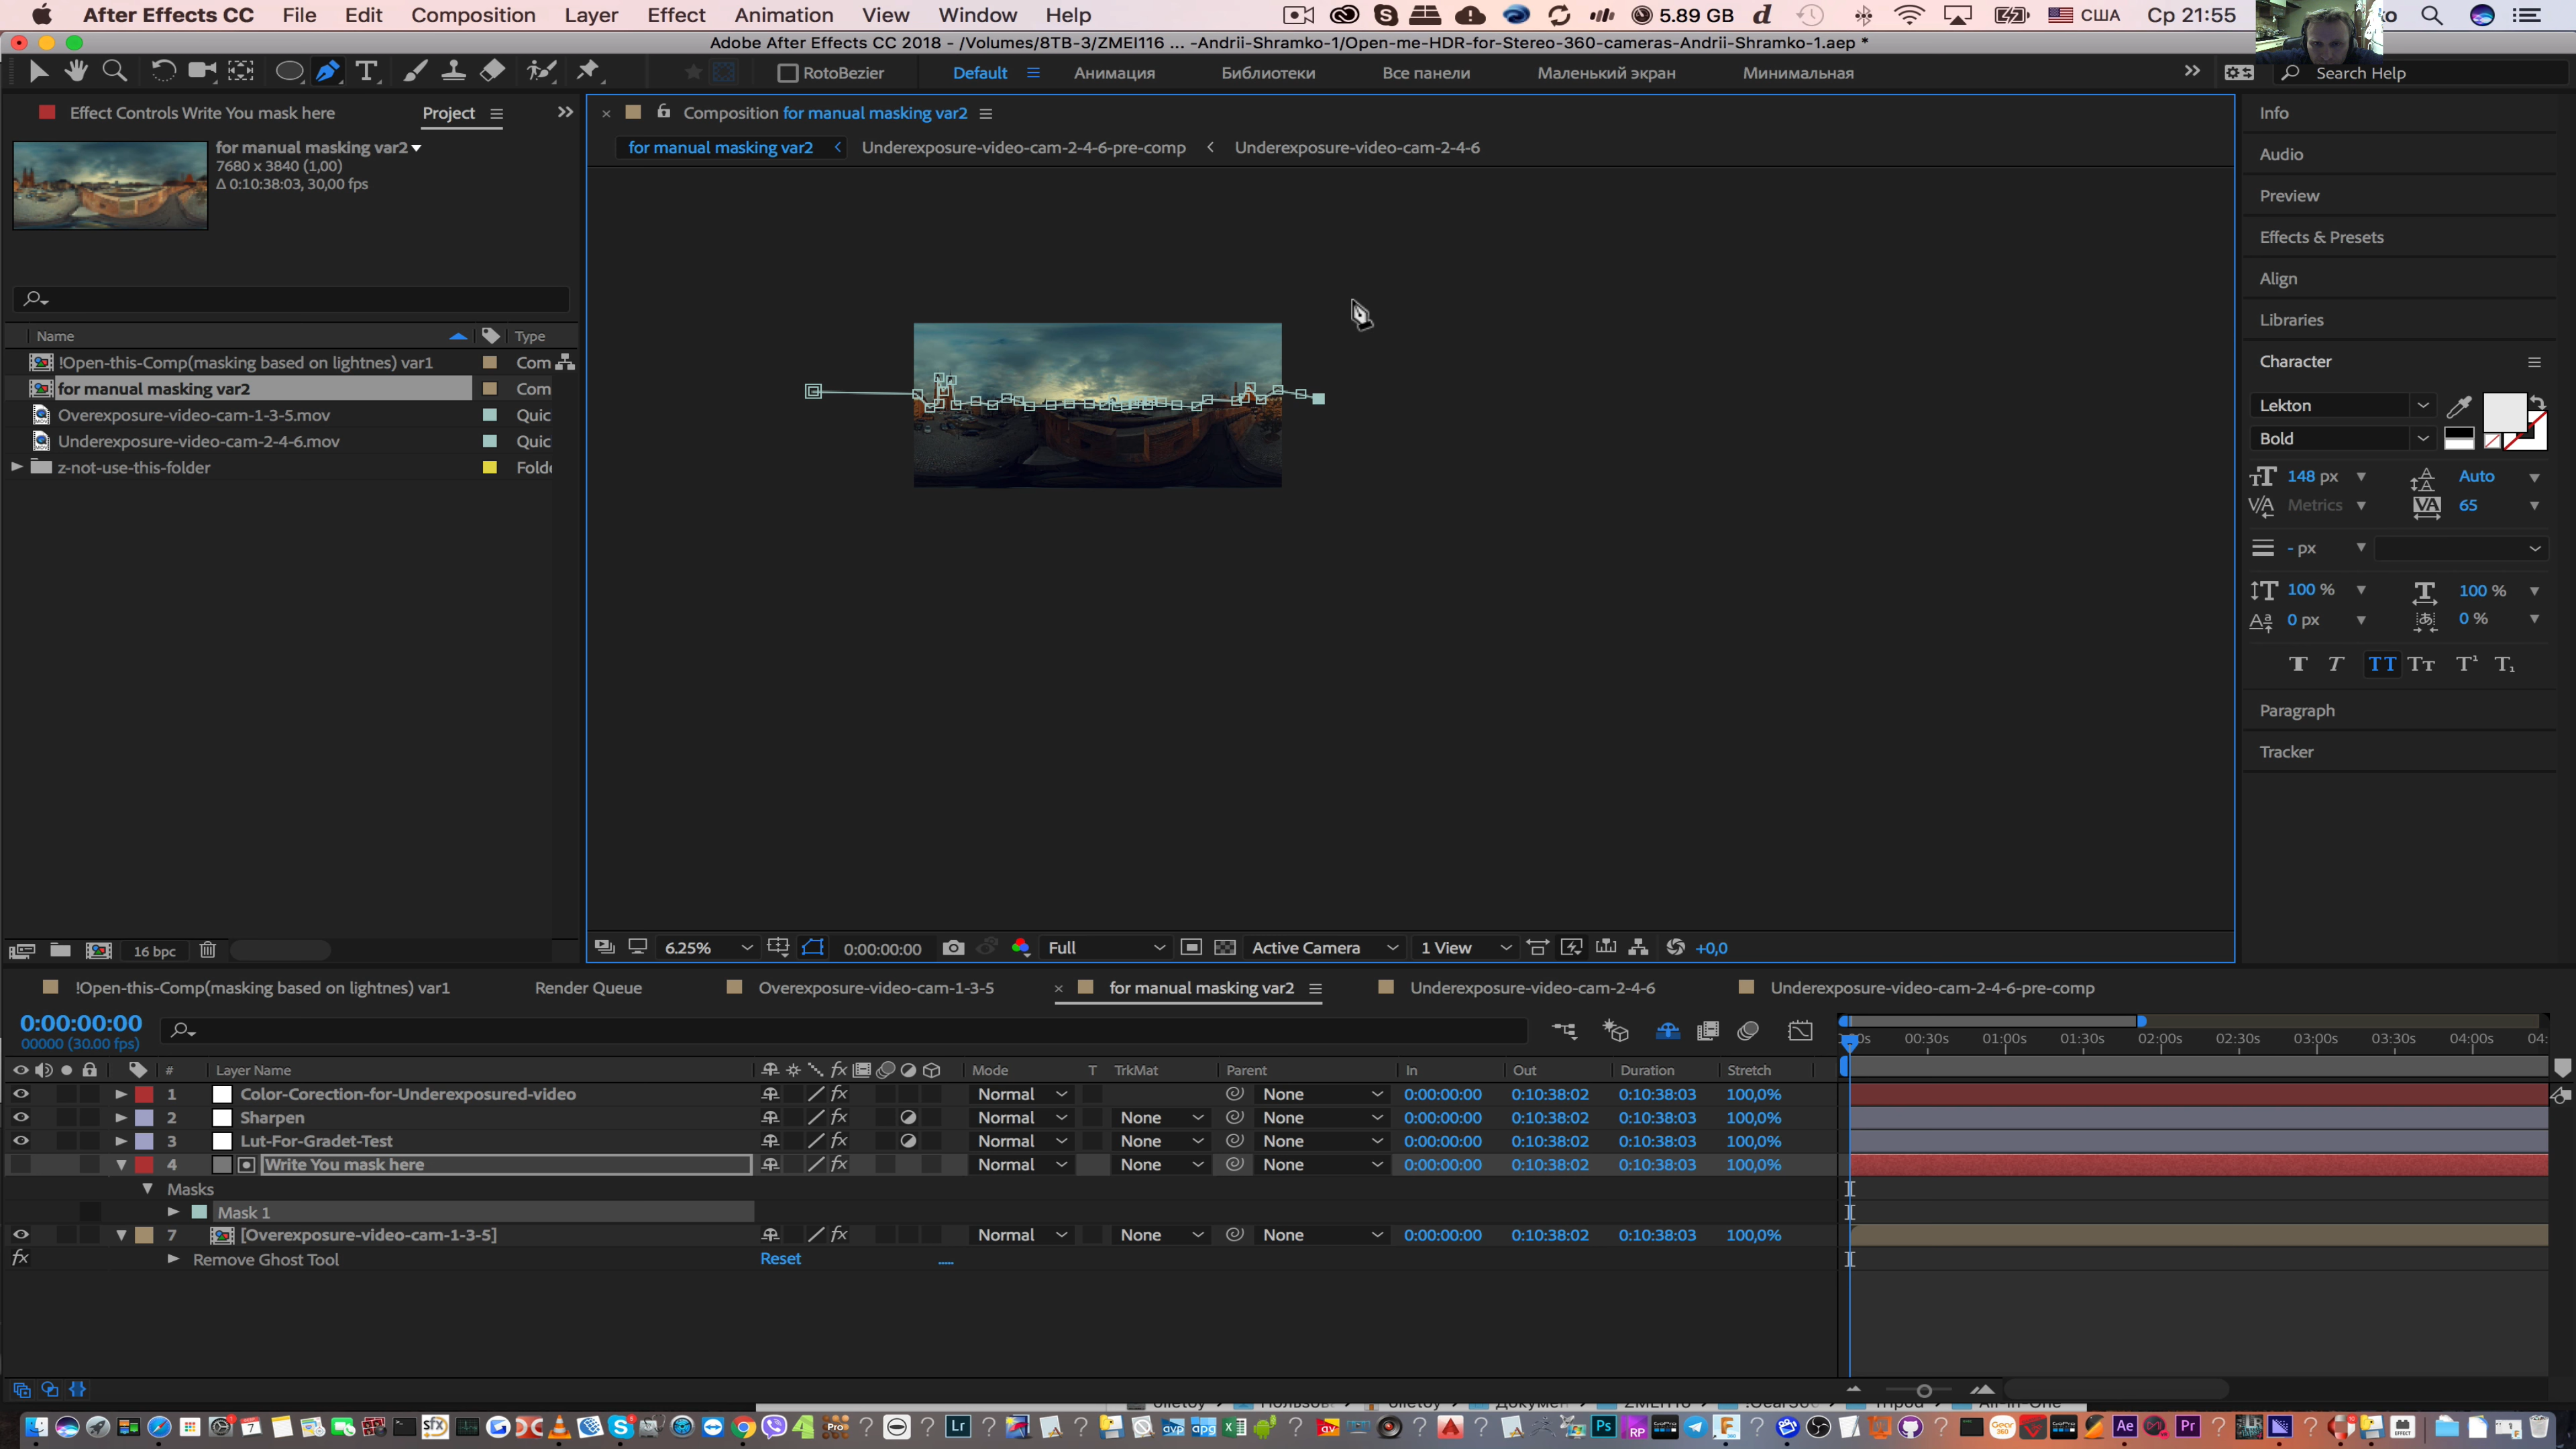 After Effects CC File Edit Composition Layer Effect Animation View Window Help 5.89 GB США Ср 21:55
Adobe After Effects CC 2018 - /Volumes/8TB-3/ZMEI116 ... -Andrii-Shramko-1/Open-me-HDR-for-Stereo-360-cameras-Andrii-Shramko-1.aep *
RotoBezier Default Анимация Библиотеки Все панели Маленький экран Минимальная Search Help
Effect Controls Write You mask here Project
Composition for manual masking var2
for manual masking var2 Underexposure-video-cam-2-4-6-pre-comp Underexposure-video-cam-2-4-6
for manual masking var2
7680 x 3840 (1,00)
Δ 0:10:38:03, 30,00 fps
Name Type
!Open-this-Comp(masking based on lightnes) var1 Com
for manual masking var2 Com
Overexposure-video-cam-1-3-5.mov Quic
Underexposure-video-cam-2-4-6.mov Quic
z-not-use-this-folder Folde
16 bpc
6.25% 0:00:00:00 Full Active Camera 1 View +0,0
Info
Audio
Preview
Effects & Presets
Align
Libraries
Character
Lekton
Bold
148 px Auto
Metrics 65
- px
100 % 100 %
0 px 0 %
Paragraph
Tracker
!Open-this-Comp(masking based on lightnes) var1 Render Queue Overexposure-video-cam-1-3-5 for manual masking var2 Underexposure-video-cam-2-4-6 Underexposure-video-cam-2-4-6-pre-comp
0:00:00:00
00000 (30.00 fps)
00:30s 01:00s 01:30s 02:00s 02:30s 03:00s 03:30s 04:00s
# Layer Name fx Mode T TrkMat Parent In Out Duration Stretch
1 Color-Corection-for-Underexposured-video fx Normal None 0:00:00:00 0:10:38:02 0:10:38:03 100,0%
2 Sharpen fx Normal None None 0:00:00:00 0:10:38:02 0:10:38:03 100,0%
3 Lut-For-Gradet-Test fx Normal None None 0:00:00:00 0:10:38:02 0:10:38:03 100,0%
4 Write You mask here fx Normal None None 0:00:00:00 0:10:38:02 0:10:38:03 100,0%
Masks
Mask 1
7 [Overexposure-video-cam-1-3-5] fx Normal None None 0:00:00:00 0:10:38:02 0:10:38:03 100,0%
fx Remove Ghost Tool Reset .....